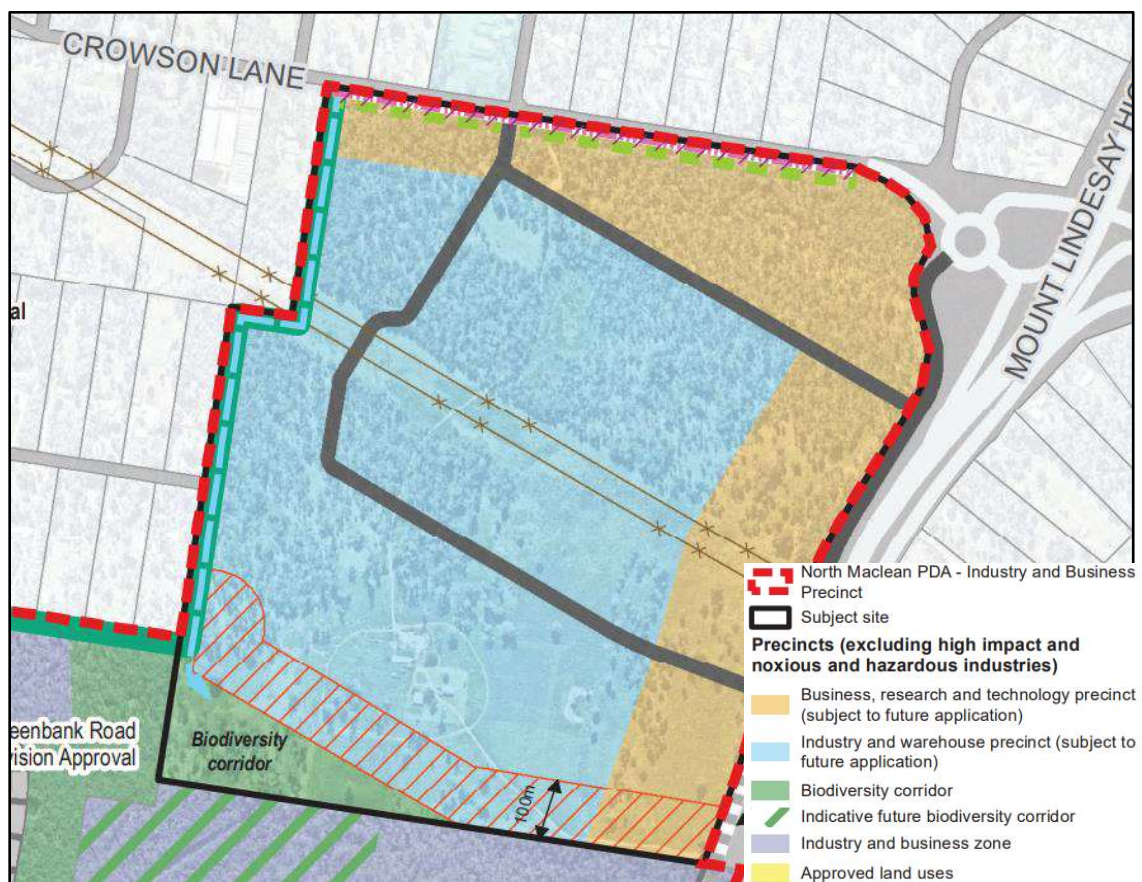 CROWSON LANE
MOUNT LINDESAY HIG
al
eenbank Road
vision Approval
Biodiversity
corridor
100m
North Maclean PDA - Industry and Business
Precinct
Subject site
Precincts (excluding high impact and
noxious and hazardous industries)
Business, research and technology precinct
(subject to future application)
Industry and warehouse precinct (subject to
future application)
Biodiversity corridor
Indicative future biodiversity corridor
Industry and business zone
Approved land uses